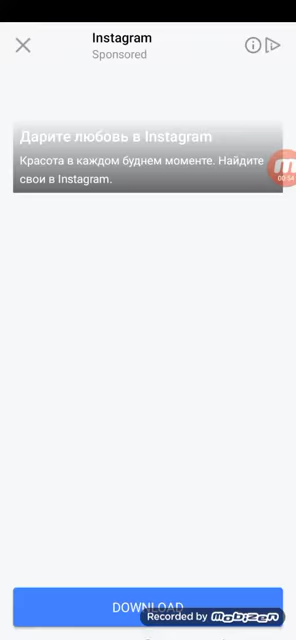 Instagram
Sponsored
Дарите любовь в Instagram
Красота в каждом буднем моменте. Найдите
свои в Instagram.
00:54
DOWNLOAD
Recorded by MOBIZEN